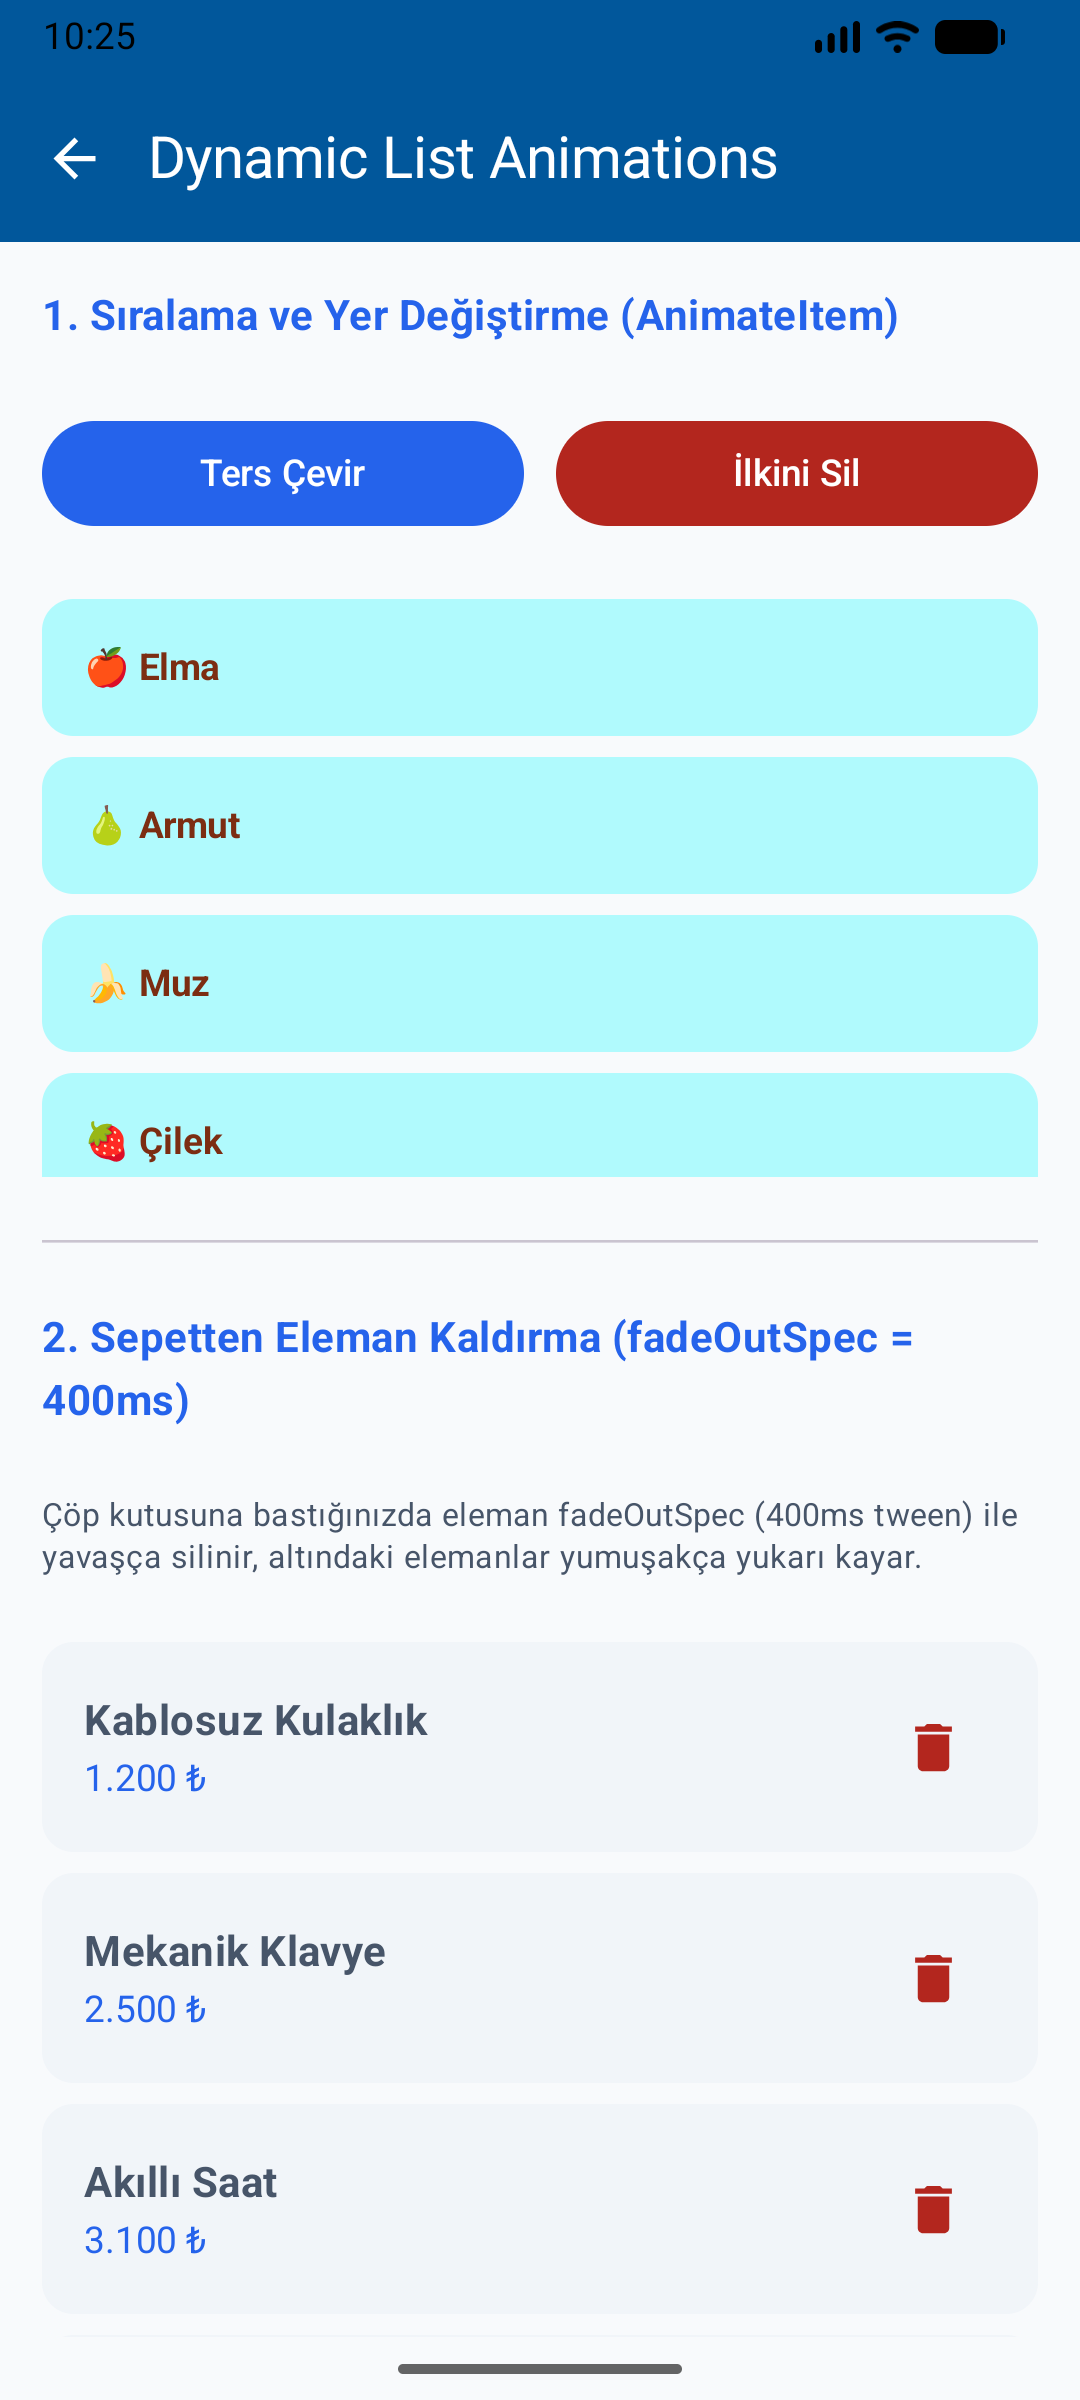 10:25
Dynamic List Animations
1. Sıralama ve Yer Değiştirme (AnimateItem)
Ters Çevir
İlkini Sil
Elma
Armut
Muz
Çilek
2. Sepetten Eleman Kaldırma (fadeOutSpec =
400ms)
Çöp kutusuna bastığınızda eleman fadeOutSpec (400ms tween) ile
yavaşça silinir, altındaki elemanlar yumuşakça yukarı kayar.
Kablosuz Kulaklık
1.200 ₺
Mekanik Klavye
2.500 ₺
Akıllı Saat
3.100 ₺